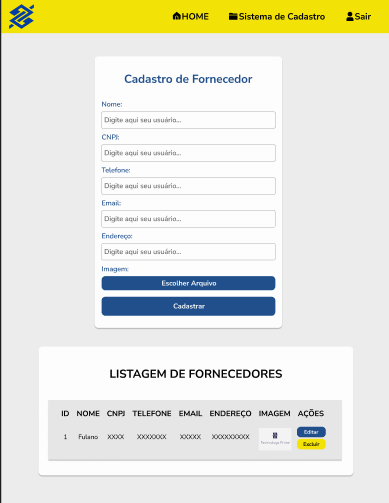 HOME Sistema de Cadastro Sair
Cadastro de Fornecedor
Nome:
Digite aqui seu usuário...
CNPJ:
Digite aqui seu usuário...
Telefone:
Digite aqui seu usuário...
Email:
Digite aqui seu usuário...
Endereço:
Digite aqui seu usuário...
Imagem:
Escolher Arquivo
Cadastrar
LISTAGEM DE FORNECEDORES
ID NOME CNPJ TELEFONE EMAIL ENDEREÇO IMAGEM AÇÕES
1 Fulano XXXX XXXXXXX XXXXX XXXXXXXXX Editar
Excluir